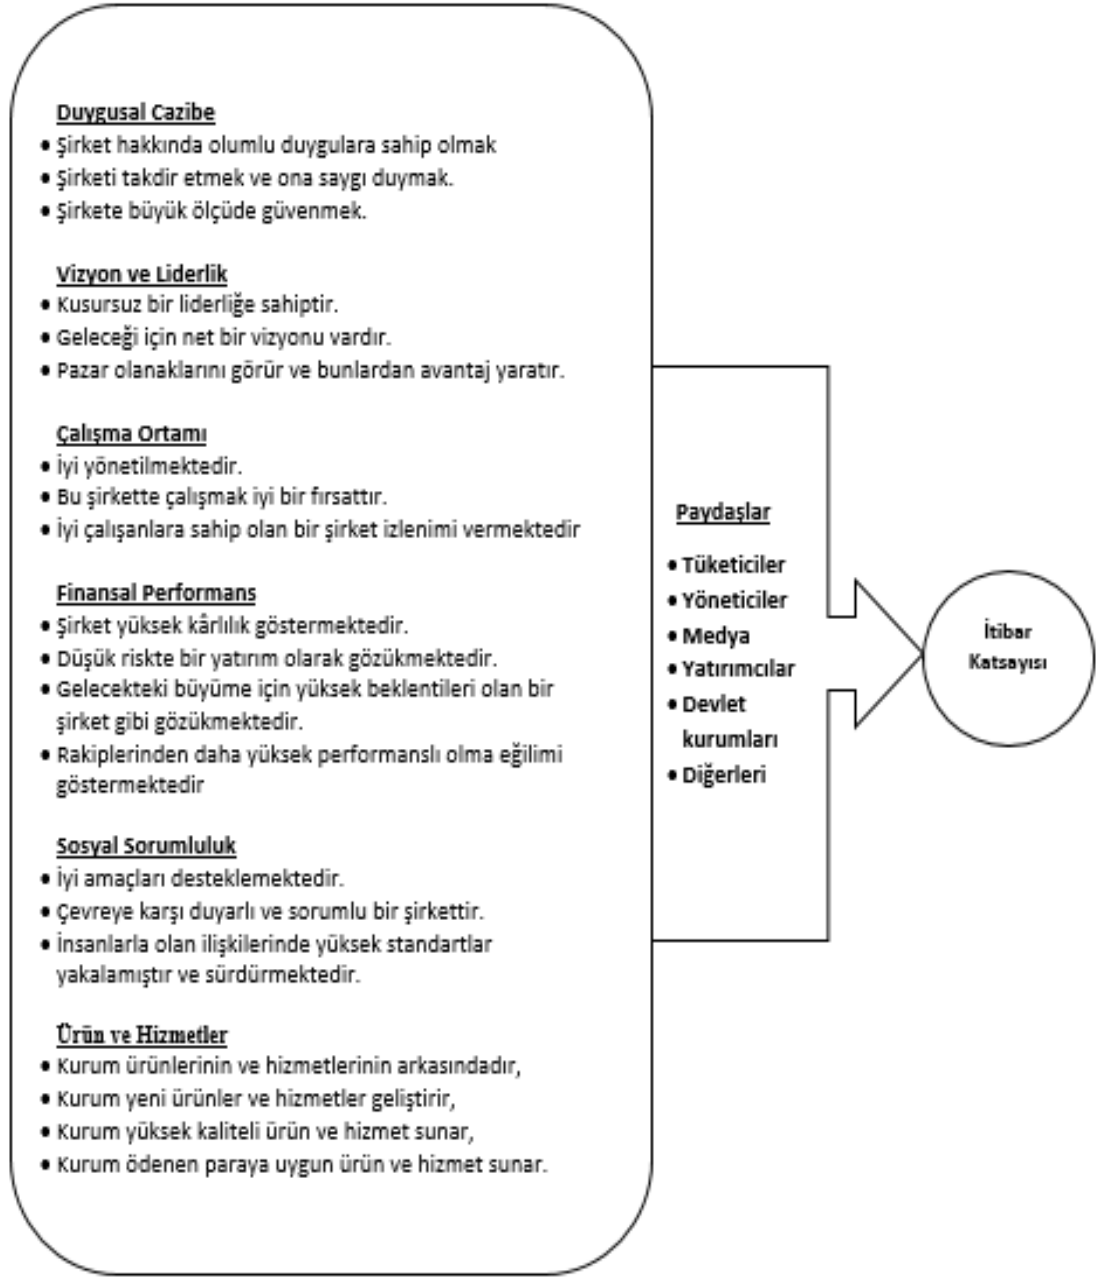 Duygusal Cazibe
• Şirket hakkında olumlu duygulara sahip olmak
• Şirketi takdir etmek ve ona saygı duymak.
• Şirkete büyük ölçüde güvenmek.
Vizyon ve Liderlik
• Kusursuz bir liderliğe sahiptir.
• Geleceği için net bir vizyonu vardır.
• Pazar olanaklarını görür ve bunlardan avantaj yaratır.
Çalışma Ortamı
• İyi yönetilmektedir.
• Bu şirkette çalışmak iyi bir fırsattır.
• İyi çalışanlara sahip olan bir şirket izlenimi vermektedir
Finansal Performans
• Şirket yüksek kârlılık göstermektedir.
• Düşük riskte bir yatırım olarak gözükmektedir.
• Gelecekteki büyüme için yüksek beklentileri olan bir
şirket gibi gözükmektedir.
• Rakiplerinden daha yüksek performanslı olma eğilimi
göstermektedir
Sosyal Sorumluluk
• İyi amaçları desteklemektedir.
• Çevreye karşı duyarlı ve sorumlu bir şirkettir.
• İnsanlarla olan ilişkilerinde yüksek standartlar
yakalamıştır ve sürdürmektedir.
Ürün ve Hizmetler
• Kurum ürünlerinin ve hizmetlerinin arkasındadır,
• Kurum yeni ürünler ve hizmetler geliştirir,
• Kurum yüksek kaliteli ürün ve hizmet sunar,
• Kurum ödenen paraya uygun ürün ve hizmet sunar.
Paydaşlar
• Tüketiciler
• Yöneticiler
• Medya
• Yatırımcılar
• Devlet
kurumları
• Diğerleri
İtibar
Katsayısı